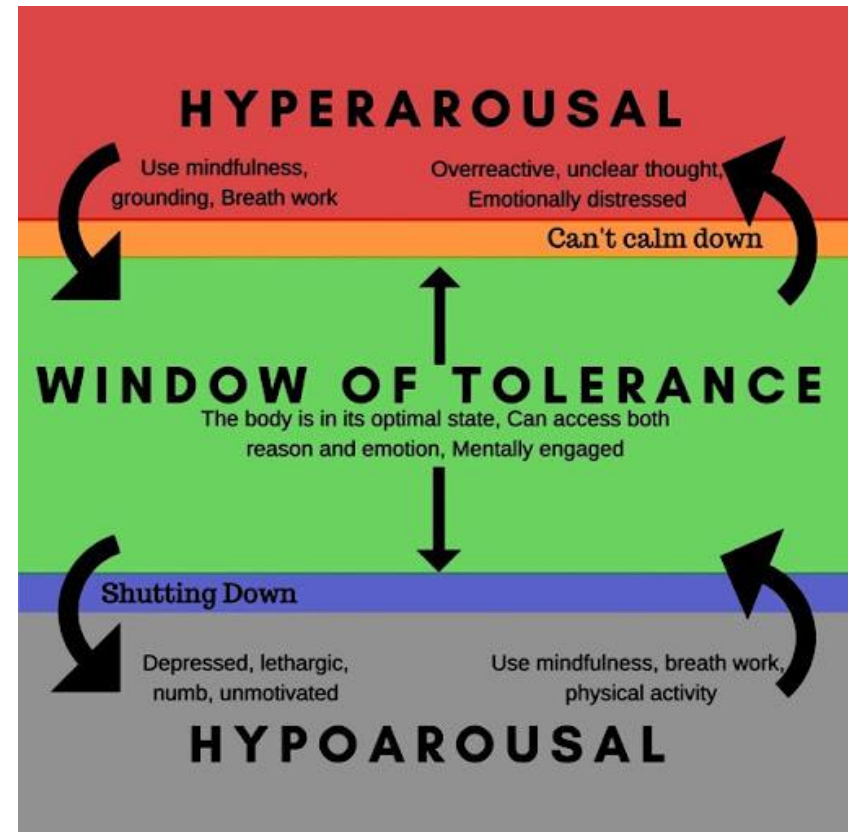 HYPERAROUSAL
Use mindfulness,
grounding, Breath work
Overreactive, unclear thought,
Emotionally distressed
Can't calm down
WINDOW OF TOLERANCE
The body is in its optimal state, Can access both
reason and emotion, Mentally engaged
Shutting Down
Depressed, lethargic,
numb, unmotivated
Use mindfulness, breath work,
physical activity
HYPOAROUSAL